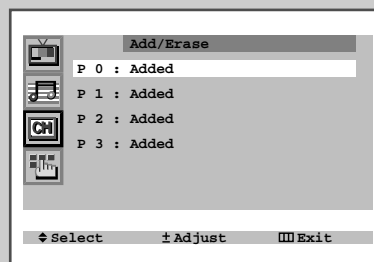 Add/Erase
P 0 : Added
P 1 : Added
P 2 : Added
CH
P 3 : Added
Select ± Adjust Exit